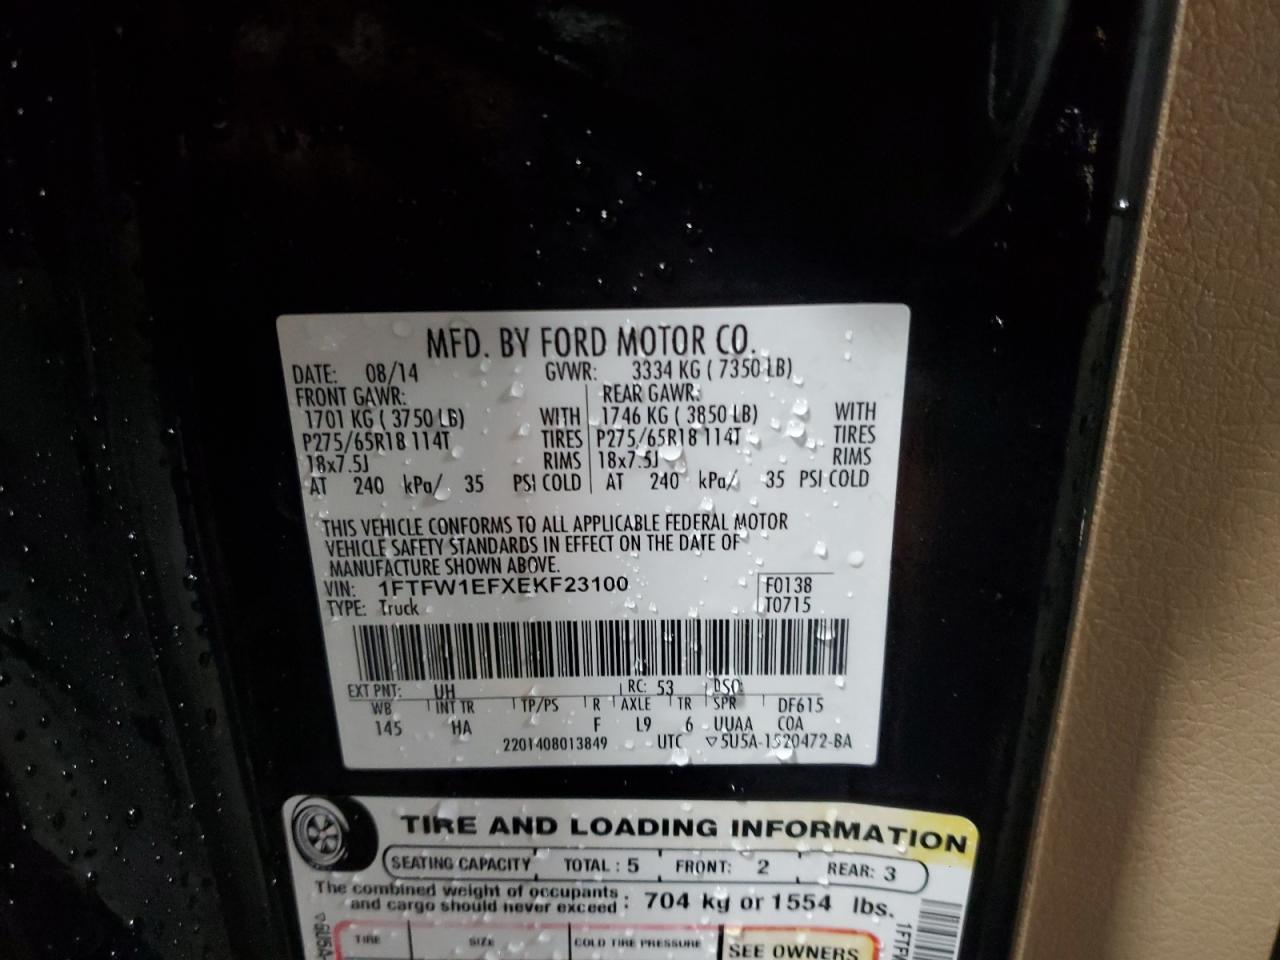 MFD. BY FORD MOTOR CO.
DATE: 08/14 GVWR: 3334 KG ( 7350 LB)
FRONT GAWR: REAR GAWR:
1701 KG ( 3750 LB) WITH 1746 KG ( 3850 LB) WITH
P275/65R18 114T TIRES P275/65R18 114T TIRES
18x7.5J RIMS 18x7.5J RIMS
AT 240 kPa/ 35 PSI COLD AT 240 kPa/ 35 PSI COLD
THIS VEHICLE CONFORMS TO ALL APPLICABLE FEDERAL MOTOR
VEHICLE SAFETY STANDARDS IN EFFECT ON THE DATE OF
MANUFACTURE SHOWN ABOVE.
VIN: 1FTFW1EFXEKF23100 F0138
TYPE: Truck T0715
EXT PNT: UH RC: 53 DSO:
WB INT TR TP/PS R AXLE TR SPR DF615
145 HA F L9 6 UUAA COA
2201408013849 UTC ▽5U5A-1520472-BA
TIRE AND LOADING INFORMATION
SEATING CAPACITY TOTAL : 5 FRONT: 2 REAR: 3
The combined weight of occupants
and cargo should never exceed : 704 kg or 1554 lbs.
TIRE SIZE COLD TIRE PRESSURE SEE OWNERS